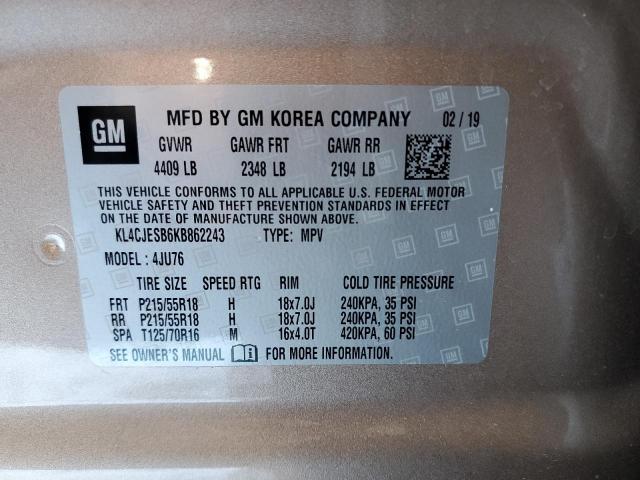 GM MFD BY GM KOREA COMPANY 02 / 19
GVWR GAWR FRT GAWR RR
4409 LB 2348 LB 2194 LB
THIS VEHICLE CONFORMS TO ALL APPLICABLE U.S. FEDERAL MOTOR
VEHICLE SAFETY AND THEFT PREVENTION STANDARDS IN EFFECT
ON THE DATE OF MANUFACTURE SHOWN ABOVE.
KL4CJESB6KB862243 TYPE: MPV
MODEL : 4JU76
TIRE SIZE SPEED RTG RIM COLD TIRE PRESSURE
FRT P215/55R18 H 18x7.0J 240KPA, 35 PSI
RR P215/55R18 H 18x7.0J 240KPA, 35 PSI
SPA T125/70R16 M 16x4.0T 420KPA, 60 PSI
SEE OWNER'S MANUAL i FOR MORE INFORMATION.